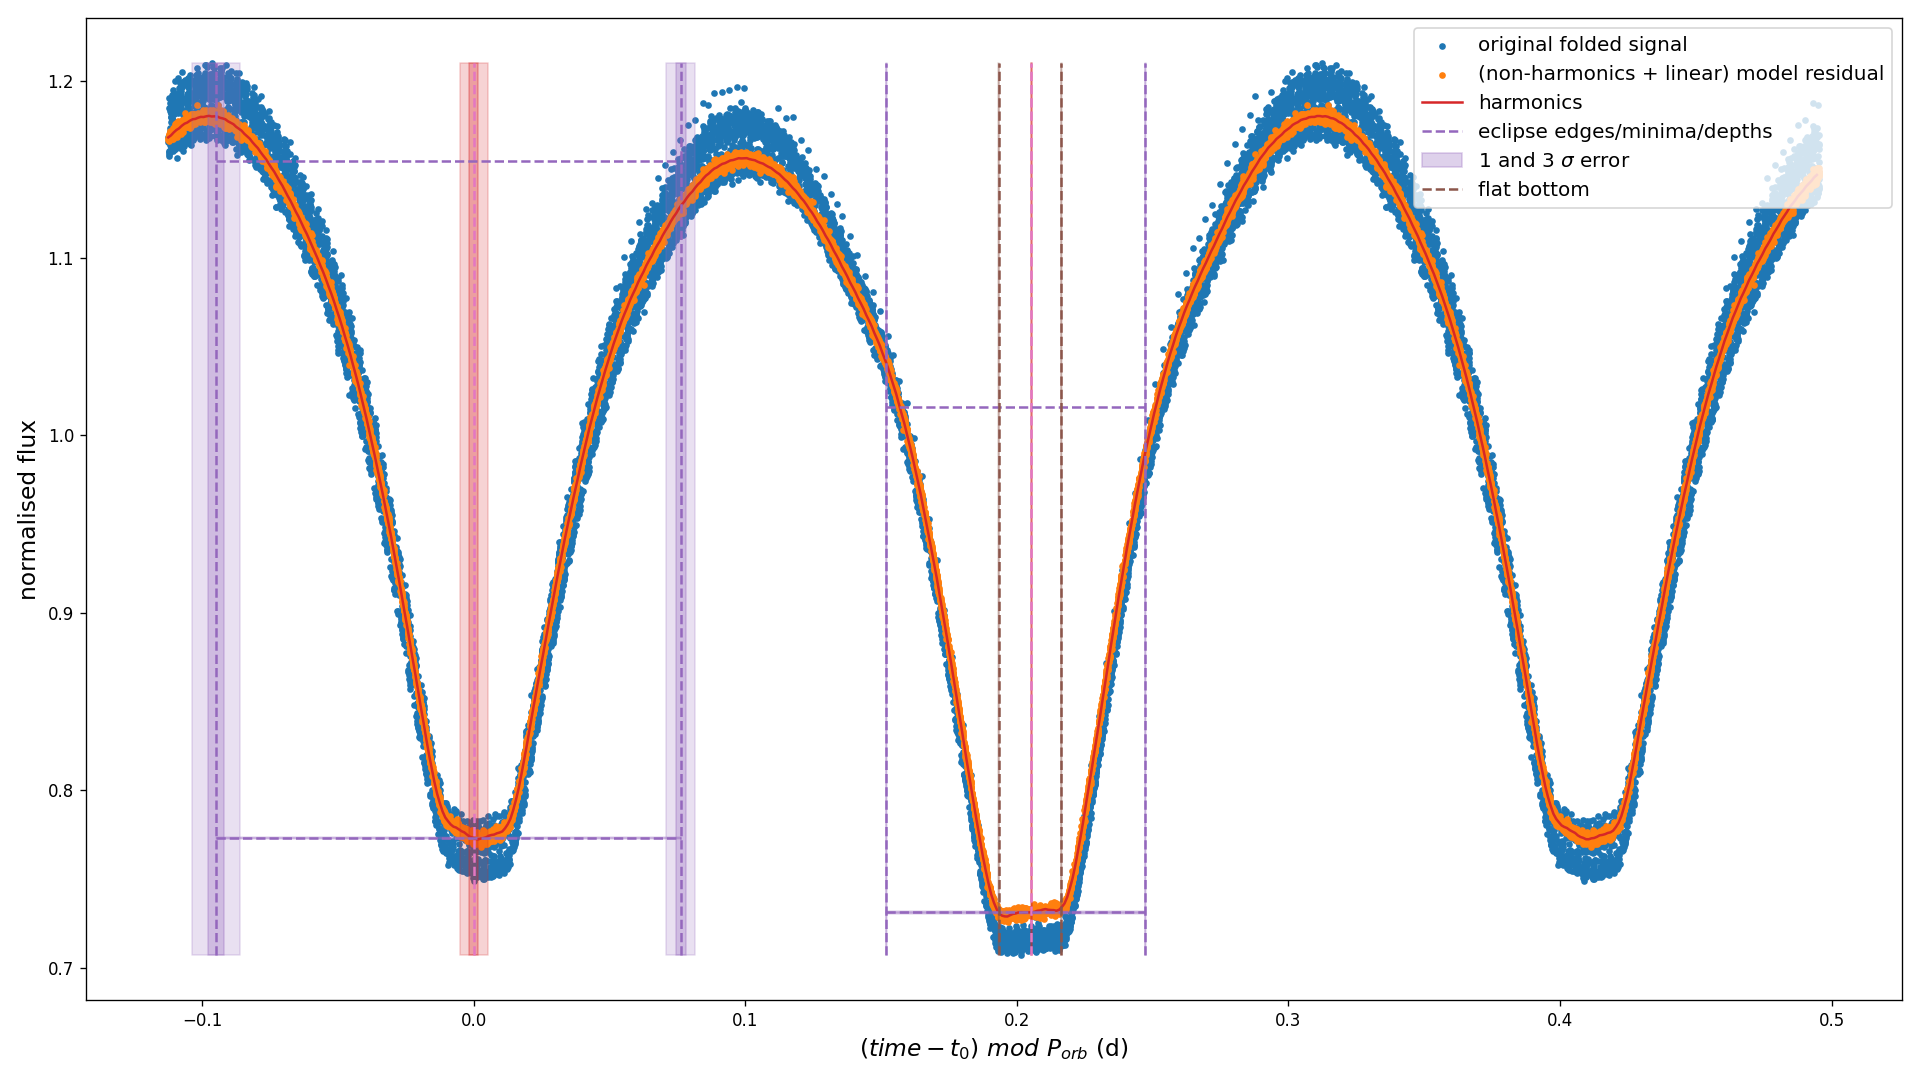 original folded signal
(non-harmonics + linear) model residual
harmonics
eclipse edges/minima/depths
1 and 3 σ error
flat bottom
normalised flux
1.2
1.1
1.0
0.9
0.8
0.7
−0.1 0.0 0.1 0.2 0.3 0.4 0.5
(time − t₀) mod Pₒᵣb (d)